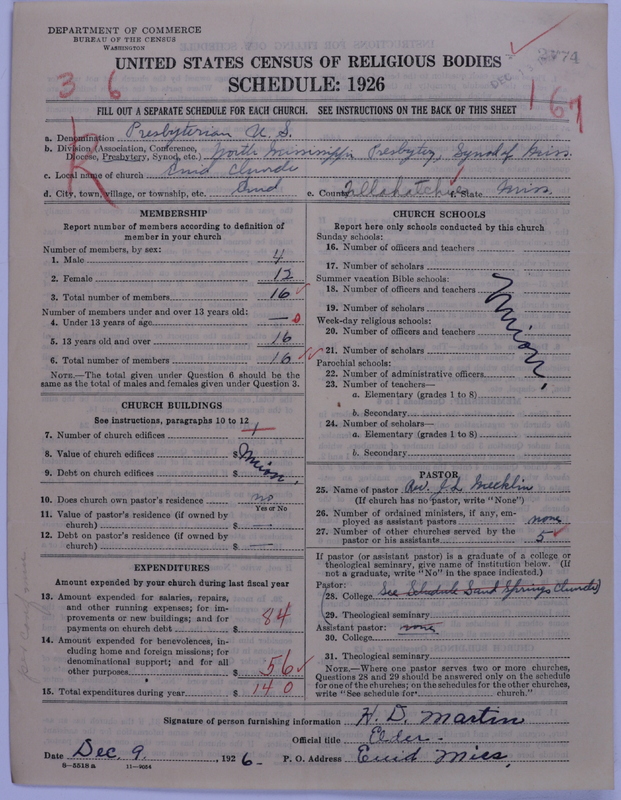 DEPARTMENT OF COMMERCE
BUREAU OF THE CENSUS
WASHINGTON
UNITED STATES CENSUS OF RELIGIOUS BODIES
SCHEDULE: 1926
3 6
167
FILL OUT A SEPARATE SCHEDULE FOR EACH CHURCH. SEE INSTRUCTIONS ON THE BACK OF THIS SHEET
a. Denomination Presbyterian U.S.
b. Division (Association, Conference,
Diocese, Presbytery, Synod, etc.) North Mississippi Presbytery, Synod of Miss.
c. Local name of church Enid Church
d. City, town, village, or township, etc. Enid e. County Tallahatchie f. State Miss.
MEMBERSHIP
Report number of members according to definition of
member in your church
Number of members, by sex:
1. Male 4
2. Female 12
3. Total number of members 16
Number of members under and over 13 years old:
4. Under 13 years of age — 0
5. 13 years old and over 16
6. Total number of members 16
NOTE.—The total given under Question 6 should be
the same as the total of males and females given under Question 3.
CHURCH BUILDINGS
See instructions, paragraphs 10 to 12
7. Number of church edifices 1
8. Value of church edifices $
9. Debt on church edifices $
10. Does church own pastor's residence no
Yes or No
11. Value of pastor's residence (if owned by
church) $ —
12. Debt on pastor's residence (if owned by
church) $ —
EXPENDITURES
Amount expended by your church during last fiscal year
13. Amount expended for salaries, repairs,
and other running expenses; for im-
provements or new buildings; and for
payments on church debt $ 84
14. Amount expended for benevolences, in-
cluding home and foreign missions; for
denominational support; and for all
other purposes $ 56
15. Total expenditures during year $ 140
CHURCH SCHOOLS
Report here only schools conducted by this church
Sunday schools:
16. Number of officers and teachers
17. Number of scholars
Summer vacation Bible schools:
18. Number of officers and teachers
19. Number of scholars
Week-day religious schools:
20. Number of officers and teachers
21. Number of scholars
Parochial schools:
22. Number of administrative officers
23. Number of teachers—
a. Elementary (grades 1 to 8)
b. Secondary
24. Number of scholars—
a. Elementary (grades 1 to 8)
b. Secondary
PASTOR
25. Name of pastor Rev. J. L.
(If church has no pastor, write "None")
26. Number of ordained ministers, if any, em-
ployed as assistant pastors none
27. Number of other churches served by the
pastor or his assistants 5
If pastor (or assistant pastor) is a graduate of a college or
theological seminary, give name of institution below. (If
not a graduate, write "No" in the space indicated.)
Pastor:
28. College See Schedule Sand Springs Church
29. Theological seminary
Assistant pastor: none
30. College
31. Theological seminary
NOTE.—Where one pastor serves two or more churches,
Questions 28 and 29 should be answered only on the schedule
for one of the churches; on the schedules for the other churches,
write "See schedule for church."
Signature of person furnishing information H. D. Martin
Official title Elder
Date Dec. 9, 1926 P. O. Address Enid Miss.
8—5518a 11—9054